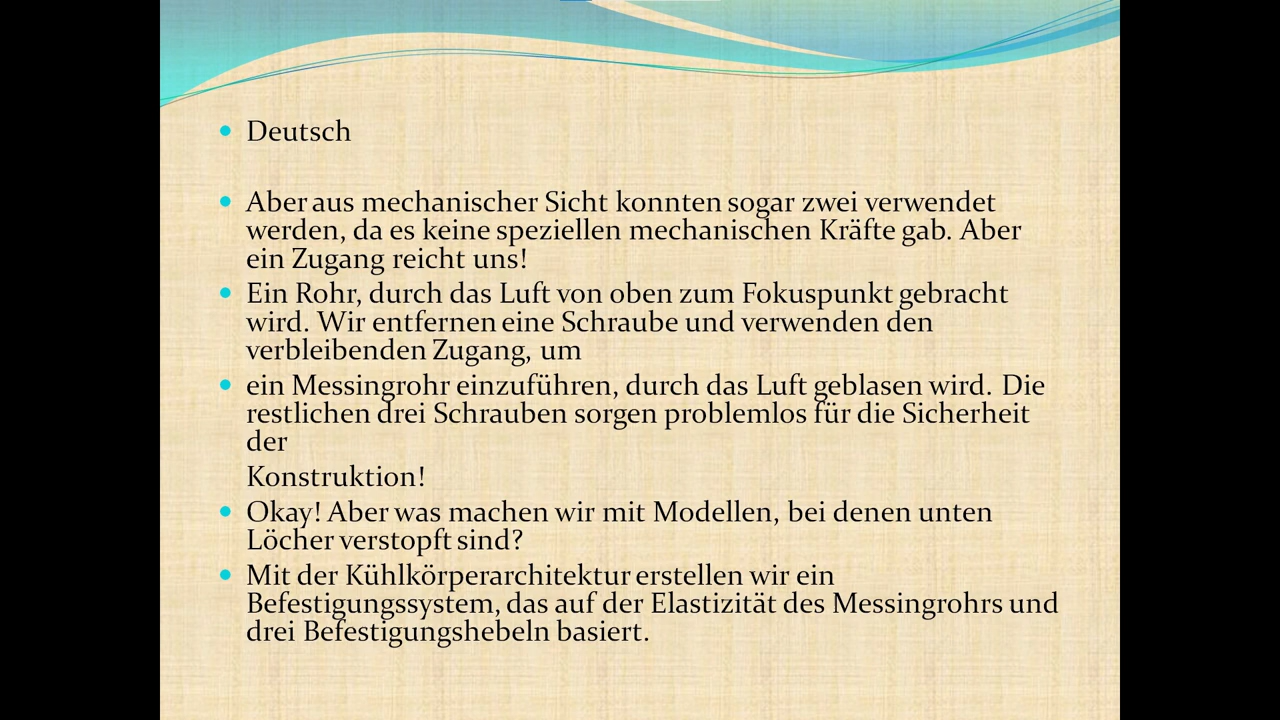 Deutsch
Aber aus mechanischer Sicht konnten sogar zwei verwendet
werden, da es keine speziellen mechanischen Kräfte gab. Aber
ein Zugang reicht uns!
Ein Rohr, durch das Luft von oben zum Fokuspunkt gebracht
wird. Wir entfernen eine Schraube und verwenden den
verbleibenden Zugang, um
ein Messingrohr einzuführen, durch das Luft geblasen wird. Die
restlichen drei Schrauben sorgen problemlos für die Sicherheit
der
Konstruktion!
Okay! Aber was machen wir mit Modellen, bei denen unten
Löcher verstopft sind?
Mit der Kühlkörperarchitektur erstellen wir ein
Befestigungssystem, das auf der Elastizität des Messingrohrs und
drei Befestigungshebeln basiert.